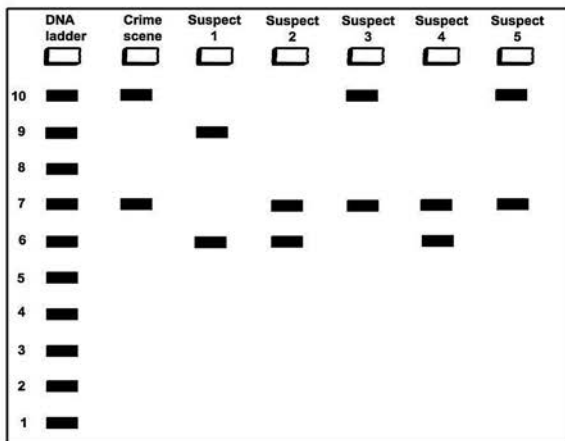 DNA ladder
Crime scene
Suspect 1
Suspect 2
Suspect 3
Suspect 4
Suspect 5
10
9
8
7
6
5
4
3
2
1